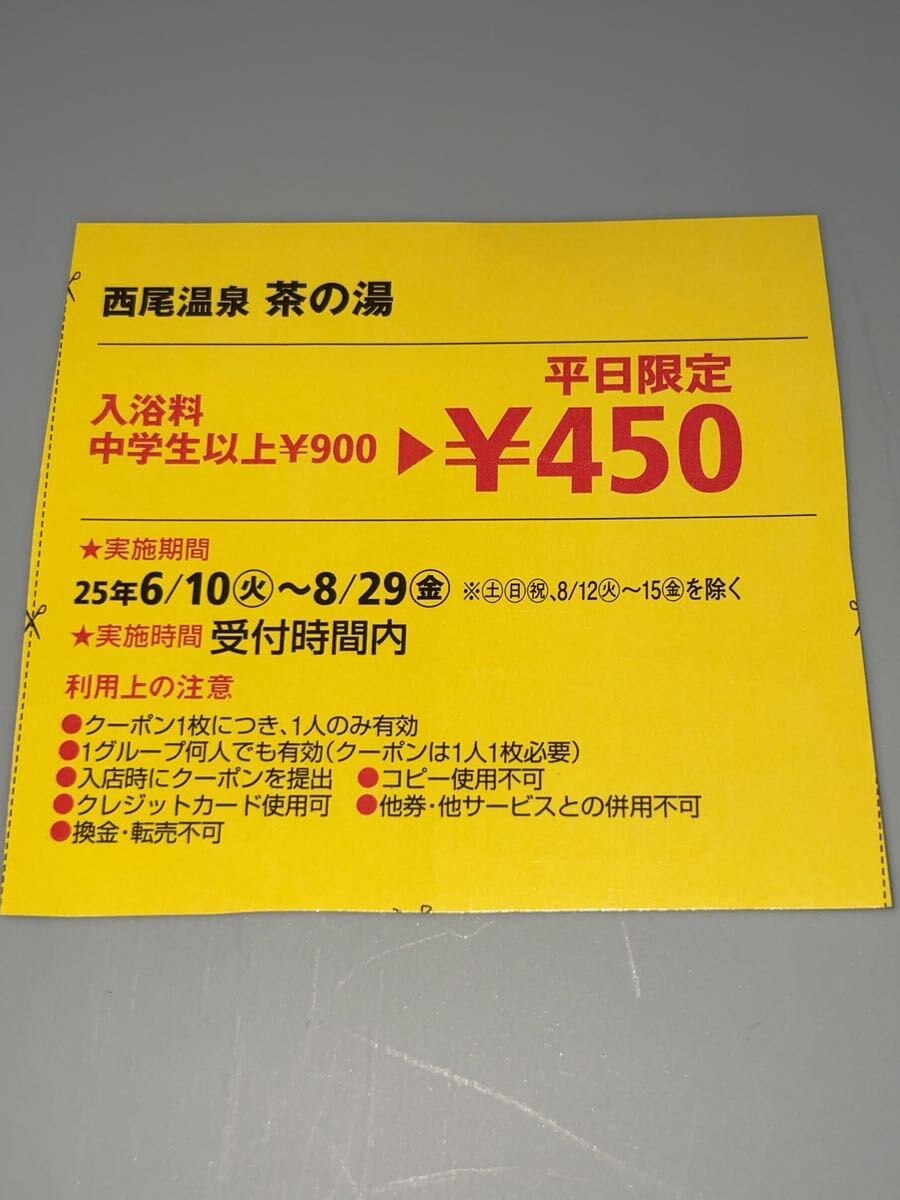 西尾温泉 茶の湯
平日限定
入浴料
中学生以上¥900 ▶ ¥450
★実施期間
25年6/10㊋〜8/29㊎ ※㊏㊐㊗、8/12㊋〜15㊎を除く
★実施時間 受付時間内
利用上の注意
●クーポン1枚につき、1人のみ有効
●1グループ何人でも有効(クーポンは1人1枚必要)
●入店時にクーポンを提出 ●コピー使用不可
●クレジットカード使用可 ●他券・他サービスとの併用不可
●換金・転売不可